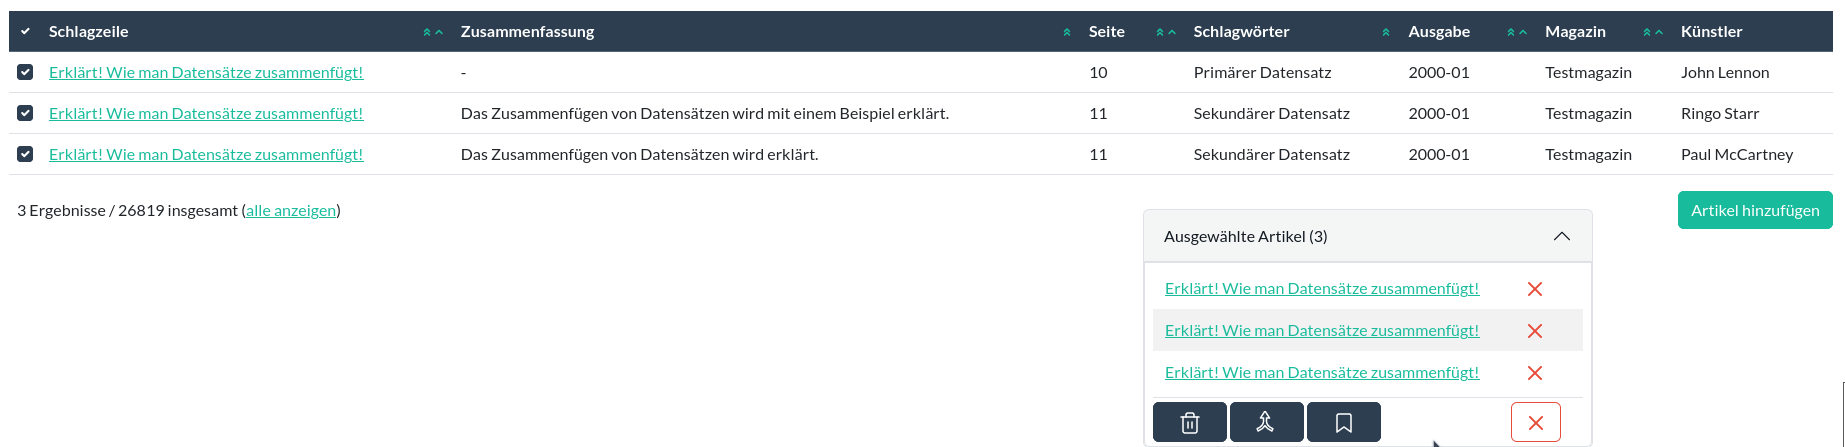 Schlagzeile Zusammenfassung Seite Schlagwörter Ausgabe Magazin Künstler
Erklärt! Wie man Datensätze zusammenfügt! - 10 Primärer Datensatz 2000-01 Testmagazin John Lennon
Erklärt! Wie man Datensätze zusammenfügt! Das Zusammenfügen von Datensätzen wird mit einem Beispiel erklärt. 11 Sekundärer Datensatz 2000-01 Testmagazin Ringo Starr
Erklärt! Wie man Datensätze zusammenfügt! Das Zusammenfügen von Datensätzen wird erklärt. 11 Sekundärer Datensatz 2000-01 Testmagazin Paul McCartney
3 Ergebnisse / 26819 insgesamt (alle anzeigen)
Artikel hinzufügen
Ausgewählte Artikel (3)
Erklärt! Wie man Datensätze zusammenfügt!
Erklärt! Wie man Datensätze zusammenfügt!
Erklärt! Wie man Datensätze zusammenfügt!